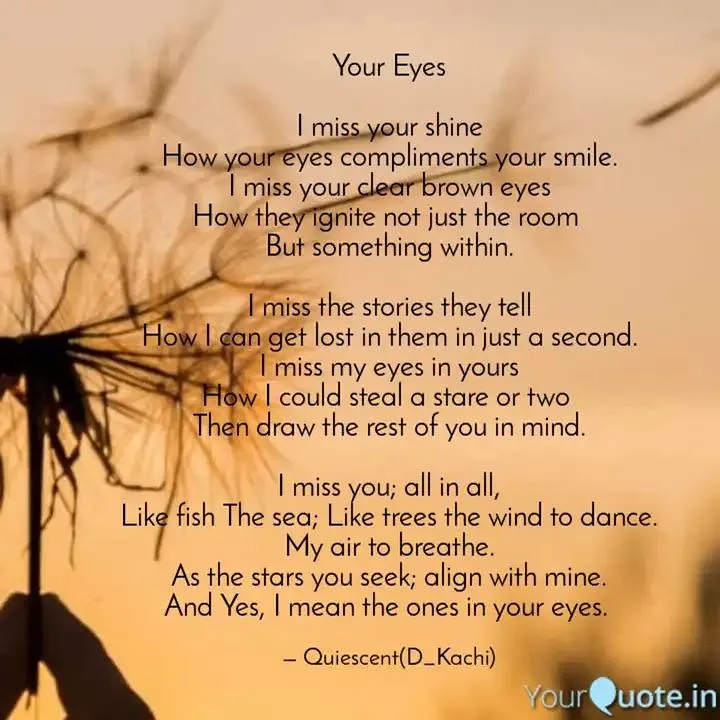 Your Eyes
I miss your shine
How your eyes compliments your smile.
I miss your clear brown eyes
How they ignite not just the room
But something within.
I miss the stories they tell
How I can get lost in them in just a second.
I miss my eyes in yours
How I could steal a stare or two
Then draw the rest of you in mind.
I miss you; all in all,
Like fish The sea; Like trees the wind to dance.
My air to breathe.
As the stars you seek; align with mine.
And Yes, I mean the ones in your eyes.
– Quiescent(D_Kachi)
YourQuote.in